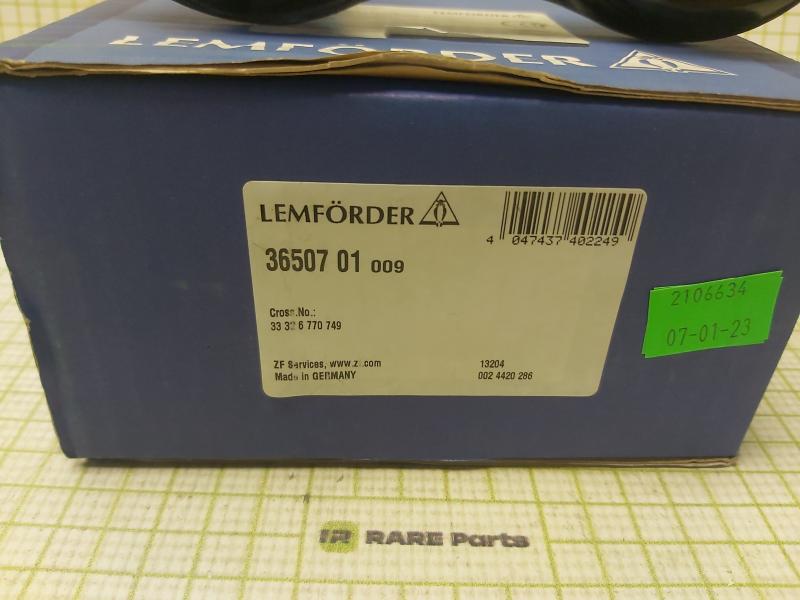 LEMFÖRDER
LEMFÖRDER
LEMFÖRDER
4 047437 402249
36507 01 009
Cross.No.:
33 32 6 770 749
ZF Services, www.zf.com
Made in GERMANY
13204
002 4420 286
2106634
07-01-23
RARE Parts